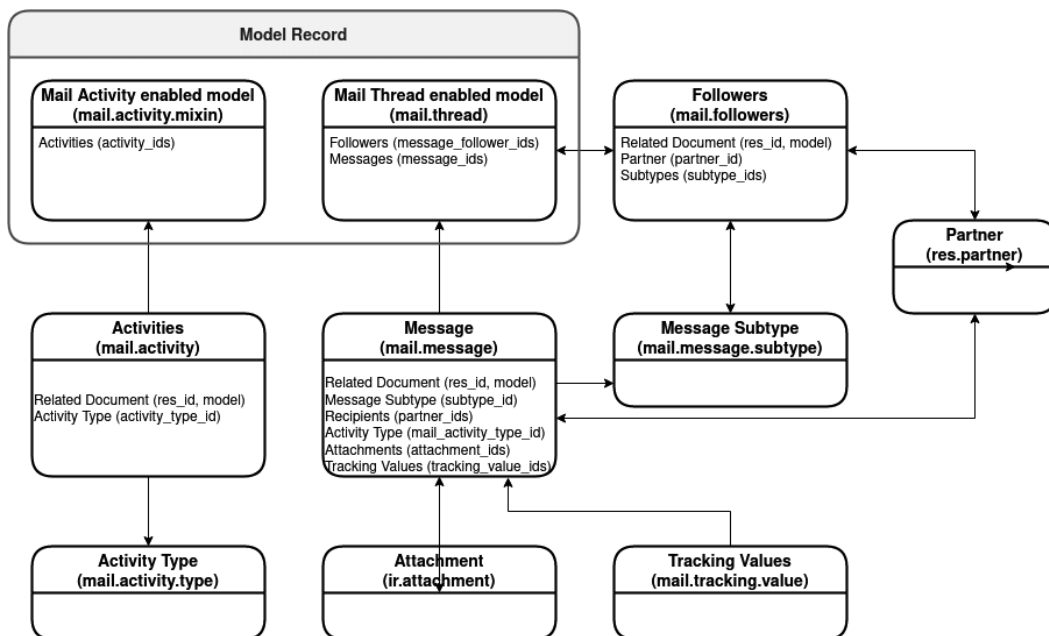 Model Record
Mail Activity enabled model
(mail.activity.mixin)
Activities (activity_ids)
Mail Thread enabled model
(mail.thread)
Followers (message_follower_ids)
Messages (message_ids)
Followers
(mail.followers)
Related Document (res_id, model)
Partner (partner_id)
Subtypes (subtype_ids)
Partner
(res.partner)
Activities
(mail.activity)
Related Document (res_id, model)
Activity Type (activity_type_id)
Message
(mail.message)
Related Document (res_id, model)
Message Subtype (subtype_id)
Recipients (partner_ids)
Activity Type (mail_activity_type_id)
Attachments (attachment_ids)
Tracking Values (tracking_value_ids)
Message Subtype
(mail.message.subtype)
Activity Type
(mail.activity.type)
Attachment
(ir.attachment)
Tracking Values
(mail.tracking.value)